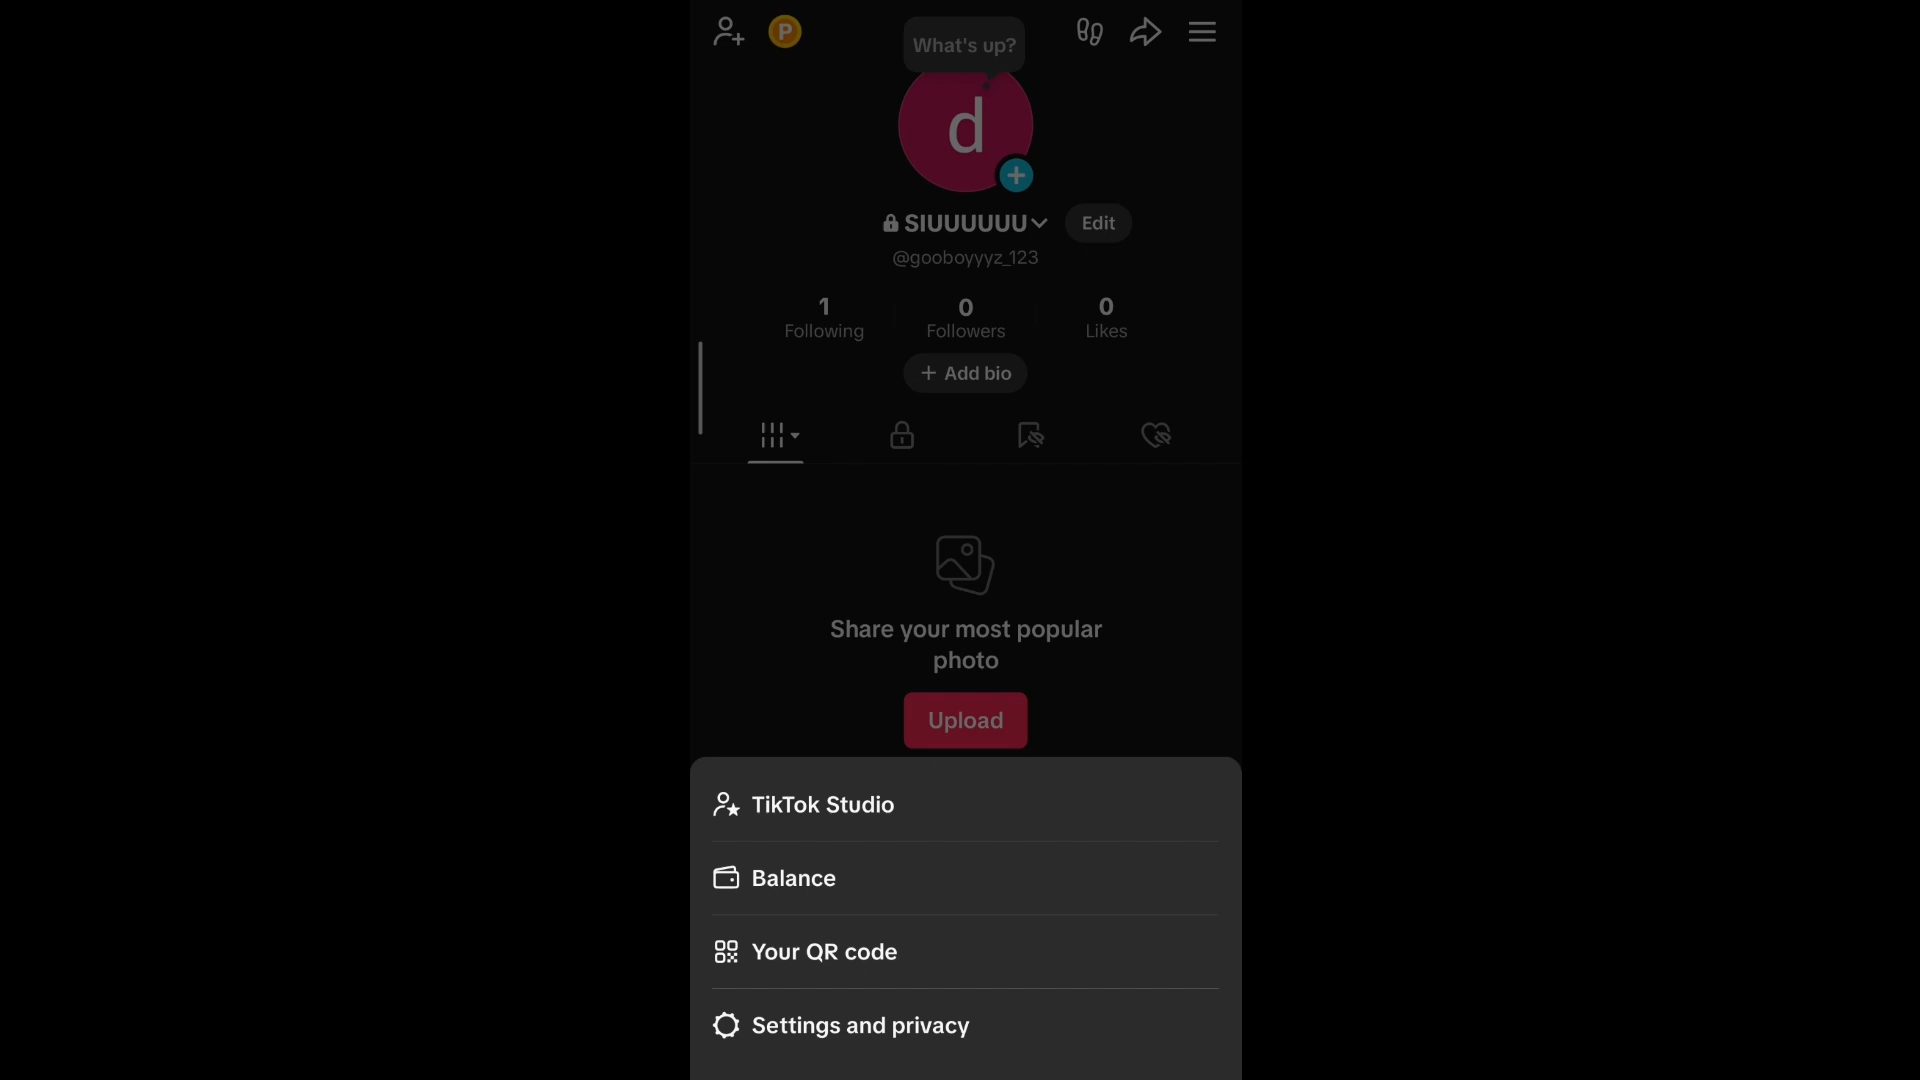 P
What's up?
d
SIUUUUUU
Edit
@gooboyyyz_123
1
Following
0
Followers
0
Likes
+ Add bio
Share your most popular
photo
Upload
TikTok Studio
Balance
Your QR code
Settings and privacy